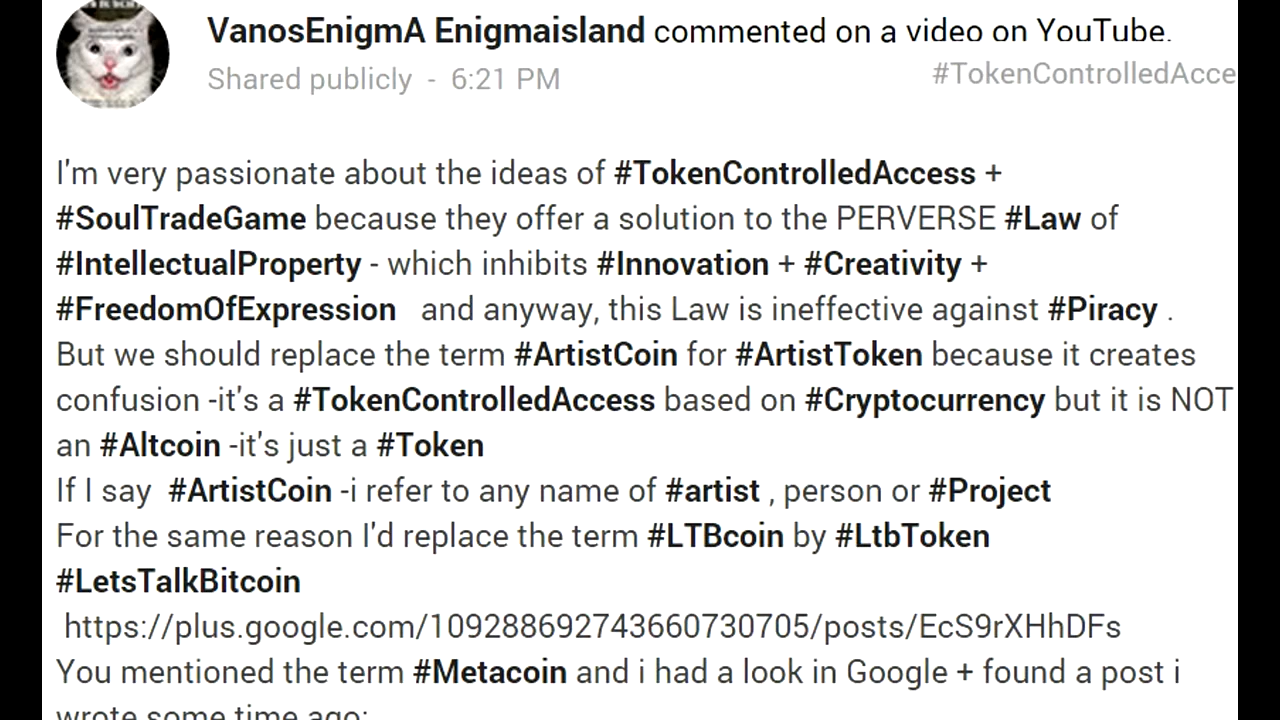 VanosEnigmA Enigmaisland commented on a video on YouTube.
Shared publicly - 6:21 PM
#TokenControlledAcce
I'm very passionate about the ideas of #TokenControlledAccess +
#SoulTradeGame because they offer a solution to the PERVERSE #Law of
#IntellectualProperty - which inhibits #Innovation + #Creativity +
#FreedomOfExpression   and anyway, this Law is ineffective against #Piracy .
But we should replace the term #ArtistCoin for #ArtistToken because it creates
confusion -it's a #TokenControlledAccess based on #Cryptocurrency but it is NOT
an #Altcoin -it's just a #Token
If I say  #ArtistCoin -i refer to any name of #artist , person or #Project
For the same reason I'd replace the term #LTBcoin by #LtbToken
#LetsTalkBitcoin
https://plus.google.com/109288692743660730705/posts/EcS9rXHhDFs
You mentioned the term #Metacoin and i had a look in Google + found a post i
wrote some time ago: